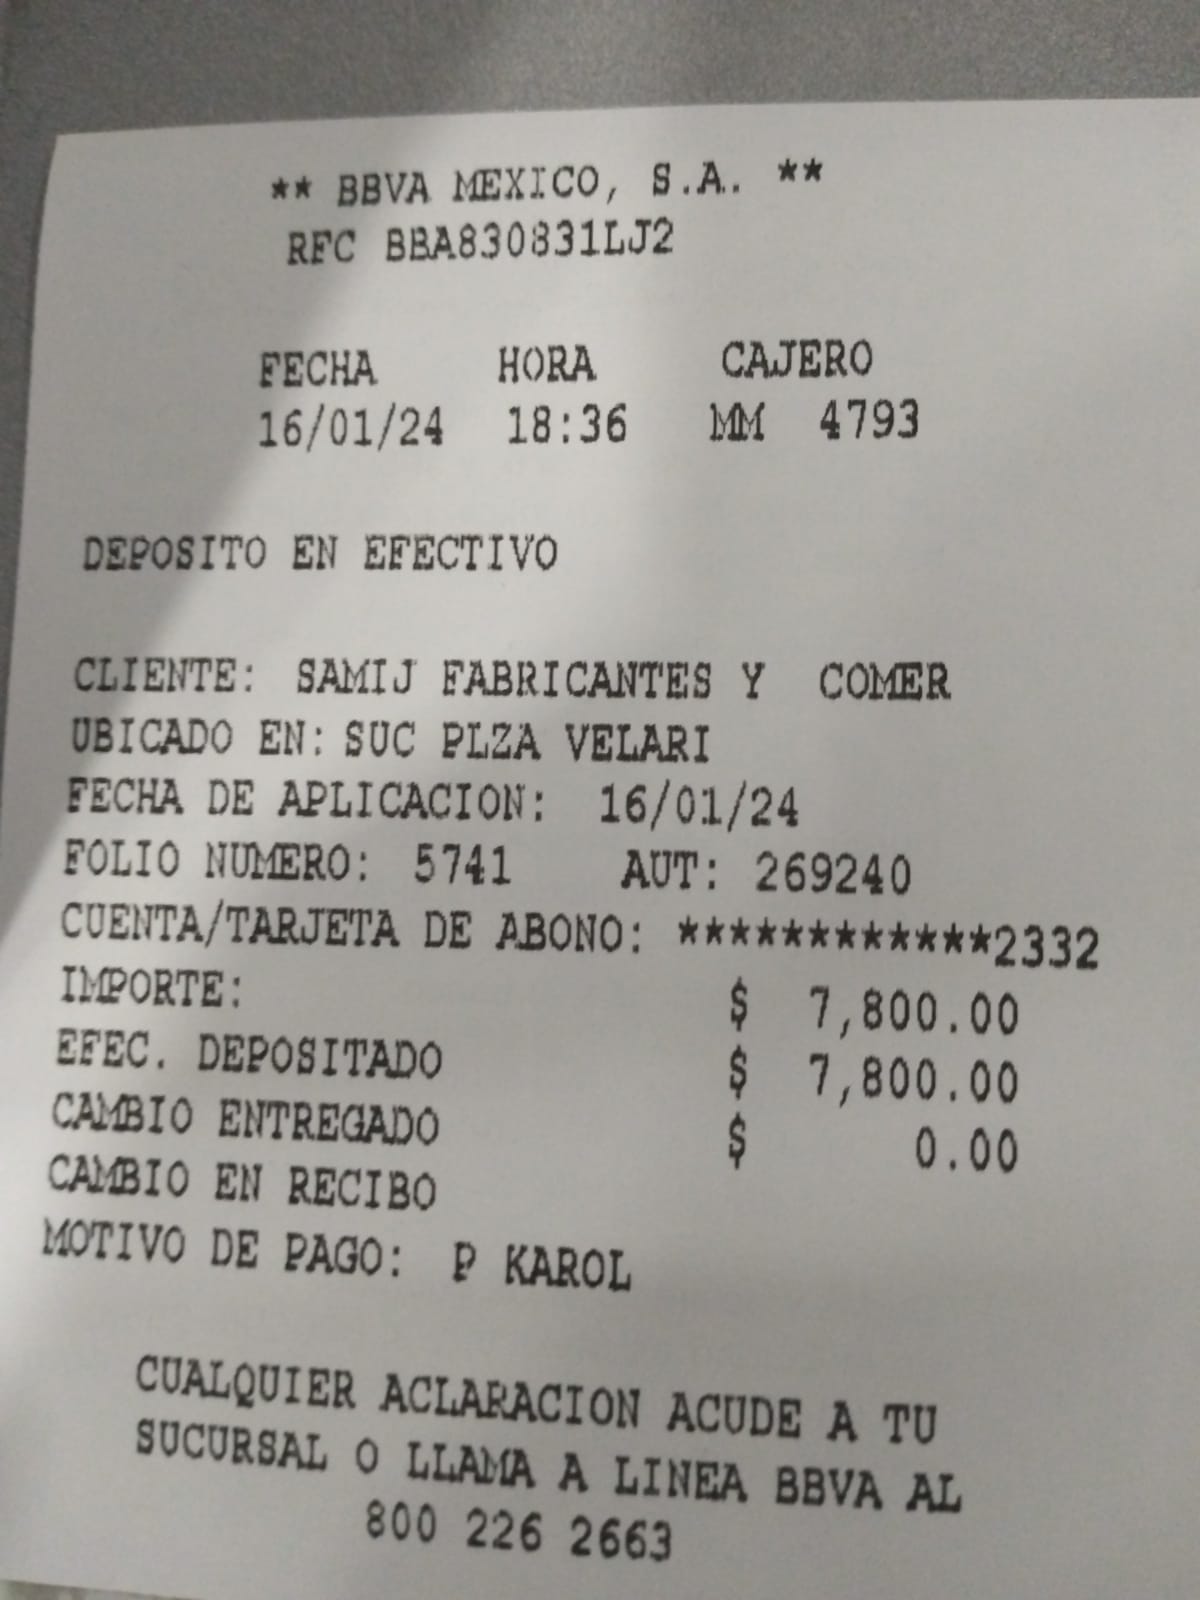 ** BBVA MEXICO, S.A. **
RFC BBA830831LJ2
FECHA HORA CAJERO
16/01/24 18:36 MM 4793
DEPOSITO EN EFECTIVO
CLIENTE: SAMIJ FABRICANTES Y COMER
UBICADO EN: SUC PLZA VELARI
FECHA DE APLICACION: 16/01/24
FOLIO NUMERO: 5741 AUT: 269240
CUENTA/TARJETA DE ABONO: ************2332
IMPORTE: $ 7,800.00
EFEC. DEPOSITADO $ 7,800.00
CAMBIO ENTREGADO $ 0.00
CAMBIO EN RECIBO
MOTIVO DE PAGO: P KAROL
CUALQUIER ACLARACION ACUDE A TU
SUCURSAL O LLAMA A LINEA BBVA AL
800 226 2663